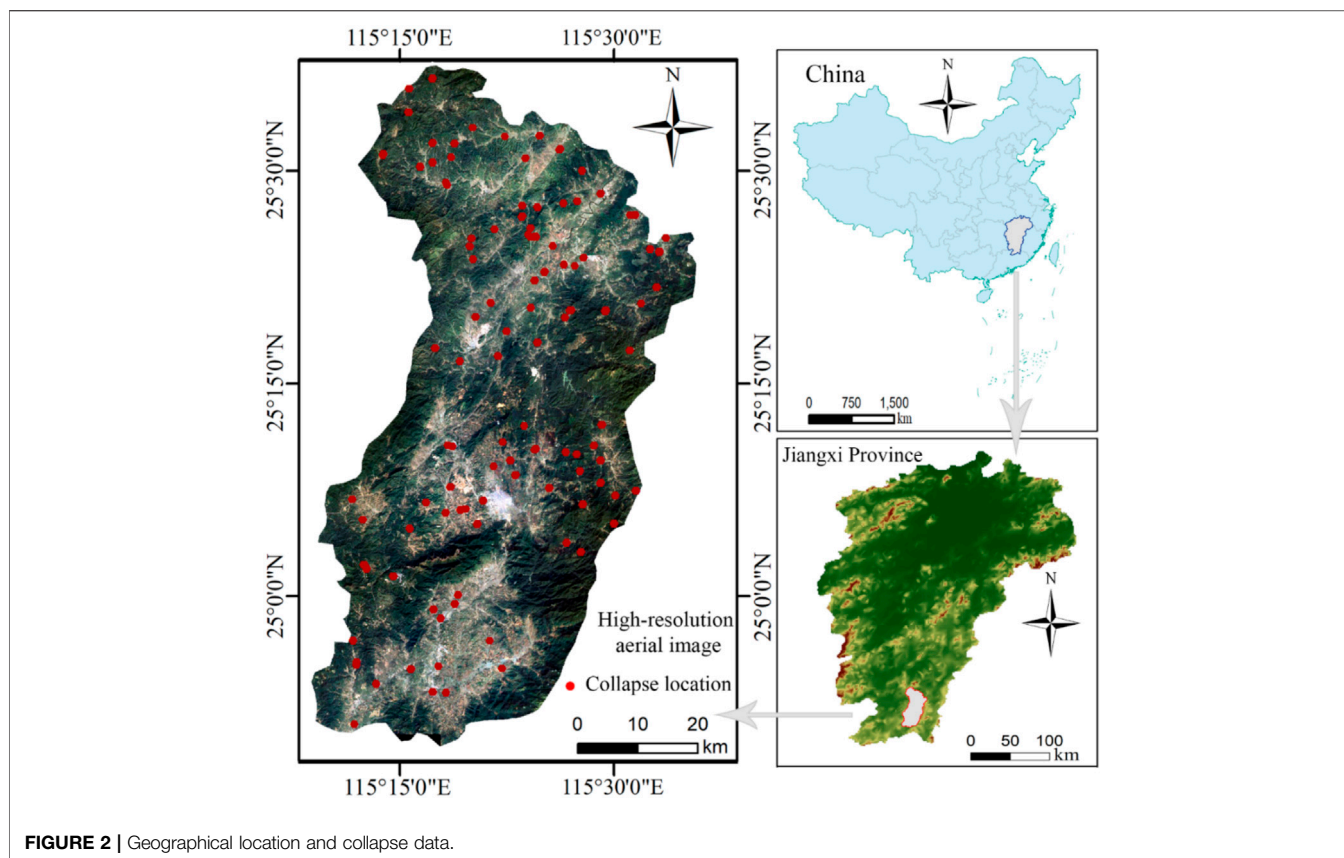 115°15'0"E
115°30'0"E
25°30'0"N
25°15'0"N
25°0'0"N
N
High-resolution
aerial image
Collapse location
0 10 20
km
25°30'0"N
25°15'0"N
25°0'0"N
115°15'0"E
115°30'0"E
China
N
0 750 1,500
km
Jiangxi Province
N
0 50 100
km
FIGURE 2 | Geographical location and collapse data.